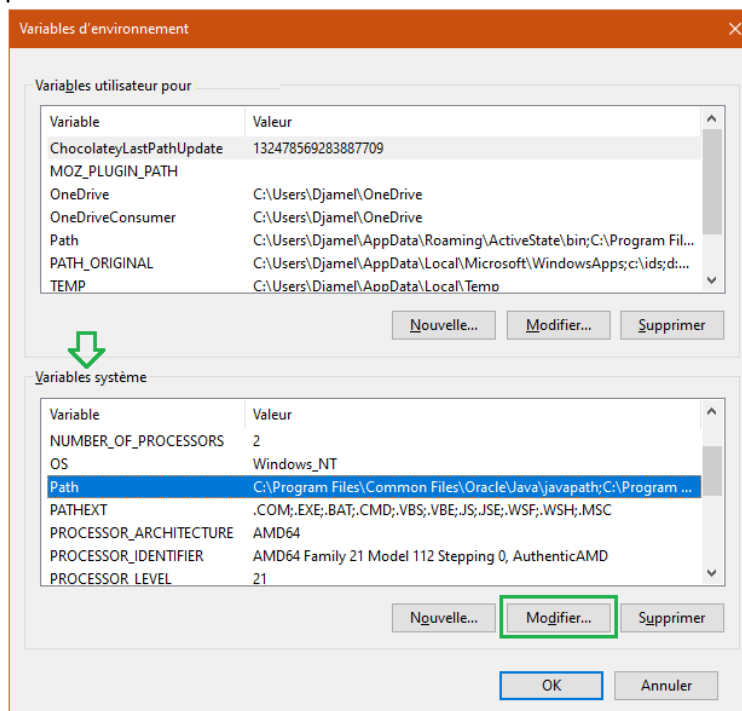 Variables d'environnement
Variables utilisateur pour
Variable Valeur
ChocolateyLastPathUpdate 132478569283887709
MOZ_PLUGIN_PATH
OneDrive C:\Users\Djamel\OneDrive
OneDriveConsumer C:\Users\Djamel\OneDrive
Path C:\Users\Djamel\AppData\Roaming\ActiveState\bin;C:\Program Fil...
PATH_ORIGINAL C:\Users\Djamel\AppData\Local\Microsoft\WindowsApps;c:\ids;d:...
TEMP C:\Users\Djamel\AppData\Local\Temp
Nouvelle... Modifier... Supprimer
Variables système
Variable Valeur
NUMBER_OF_PROCESSORS 2
OS Windows_NT
Path C:\Program Files\Common Files\Oracle\Java\javapath;C:\Program ...
PATHEXT .COM;.EXE;.BAT;.CMD;.VBS;.VBE;.JS;.JSE;.WSF;.WSH;.MSC
PROCESSOR_ARCHITECTURE AMD64
PROCESSOR_IDENTIFIER AMD64 Family 21 Model 112 Stepping 0, AuthenticAMD
PROCESSOR_LEVEL 21
Nouvelle... Modifier... Supprimer
OK Annuler